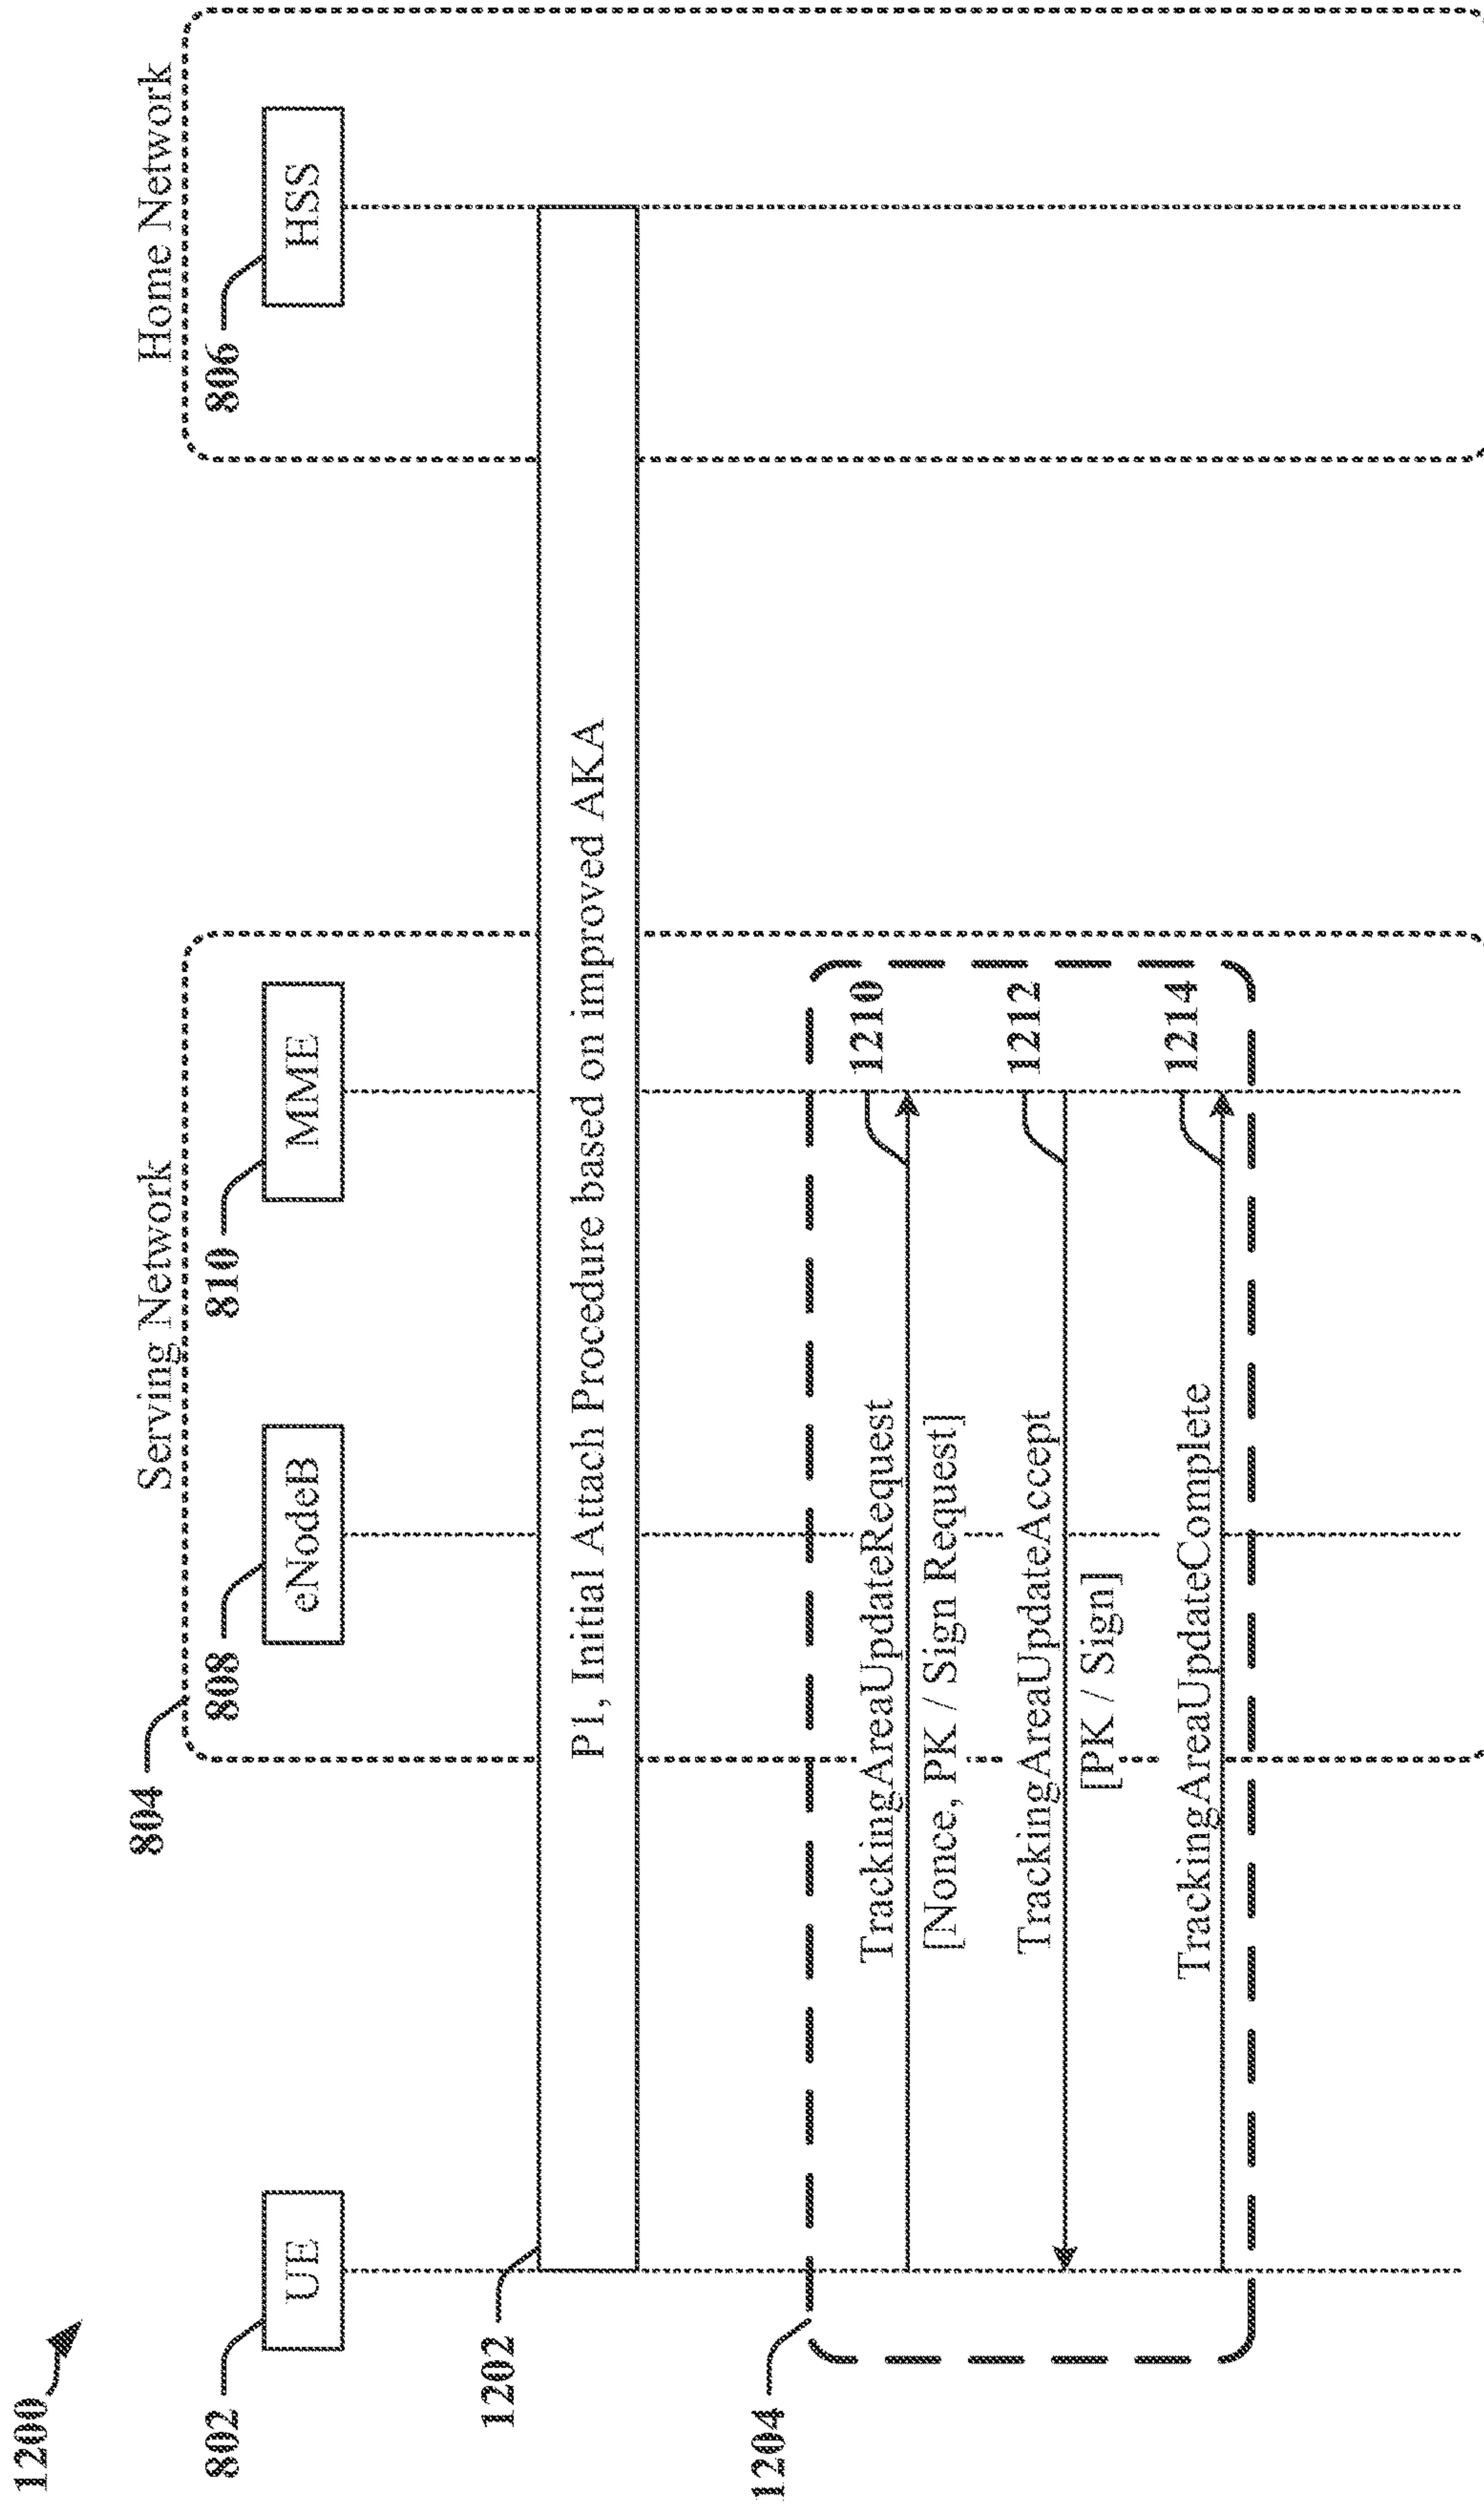 1200
Serving Network
Home Network
804
802
UE
808
eNodeB
810
MME
806
HSS
1202
P1, Initial Attach Procedure based on improved AKA
1204
TrackingAreaUpdateRequest
1210
[Nonce, PK / Sign Request]
TrackingAreaUpdateAccept
1212
[PK / Sign]
TrackingAreaUpdateComplete
1214